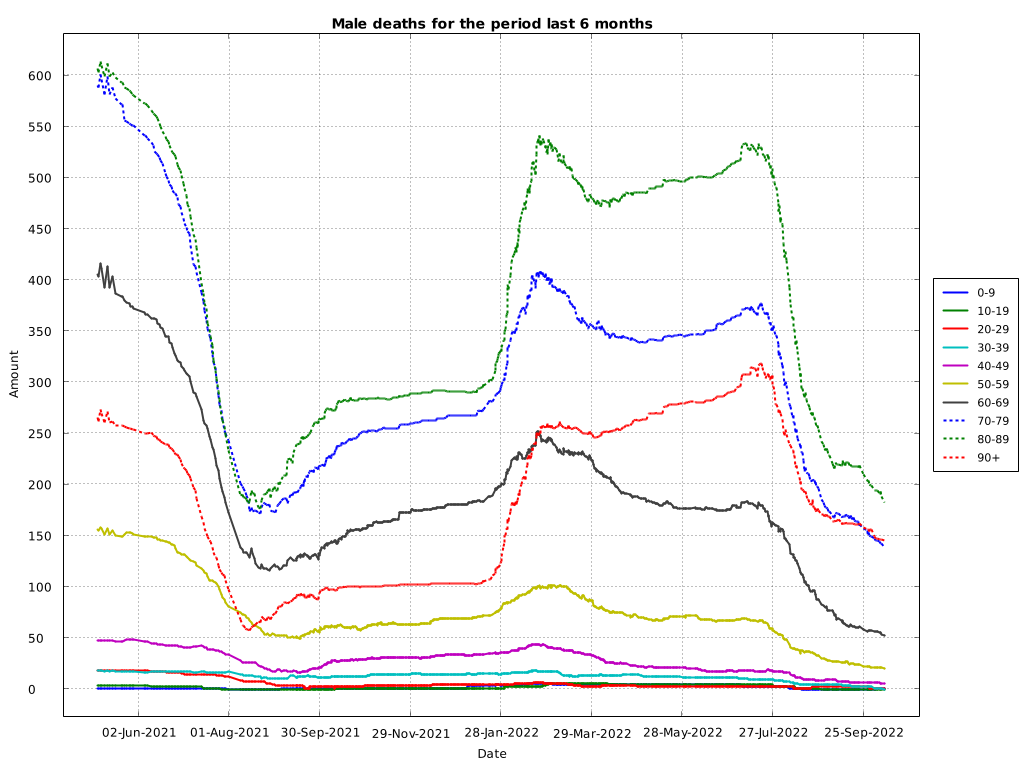 Male deaths for the period last 6 months
600
550
500
450
400
350
300
250
200
150
100
50
0
Amount
02-Jun-2021
01-Aug-2021
30-Sep-2021
29-Nov-2021
28-Jan-2022
29-Mar-2022
28-May-2022
27-Jul-2022
25-Sep-2022
Date
0-9
10-19
20-29
30-39
40-49
50-59
60-69
70-79
80-89
90+